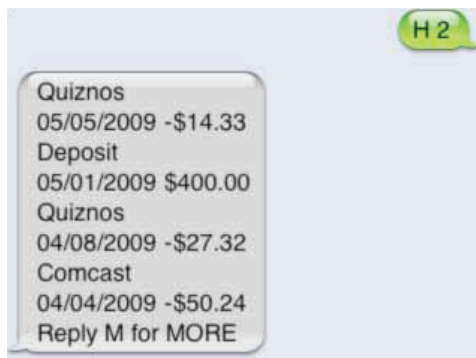 H 2
Quiznos
05/05/2009 -$14.33
Deposit
05/01/2009 $400.00
Quiznos
04/08/2009 -$27.32
Comcast
04/04/2009 -$50.24
Reply M for MORE